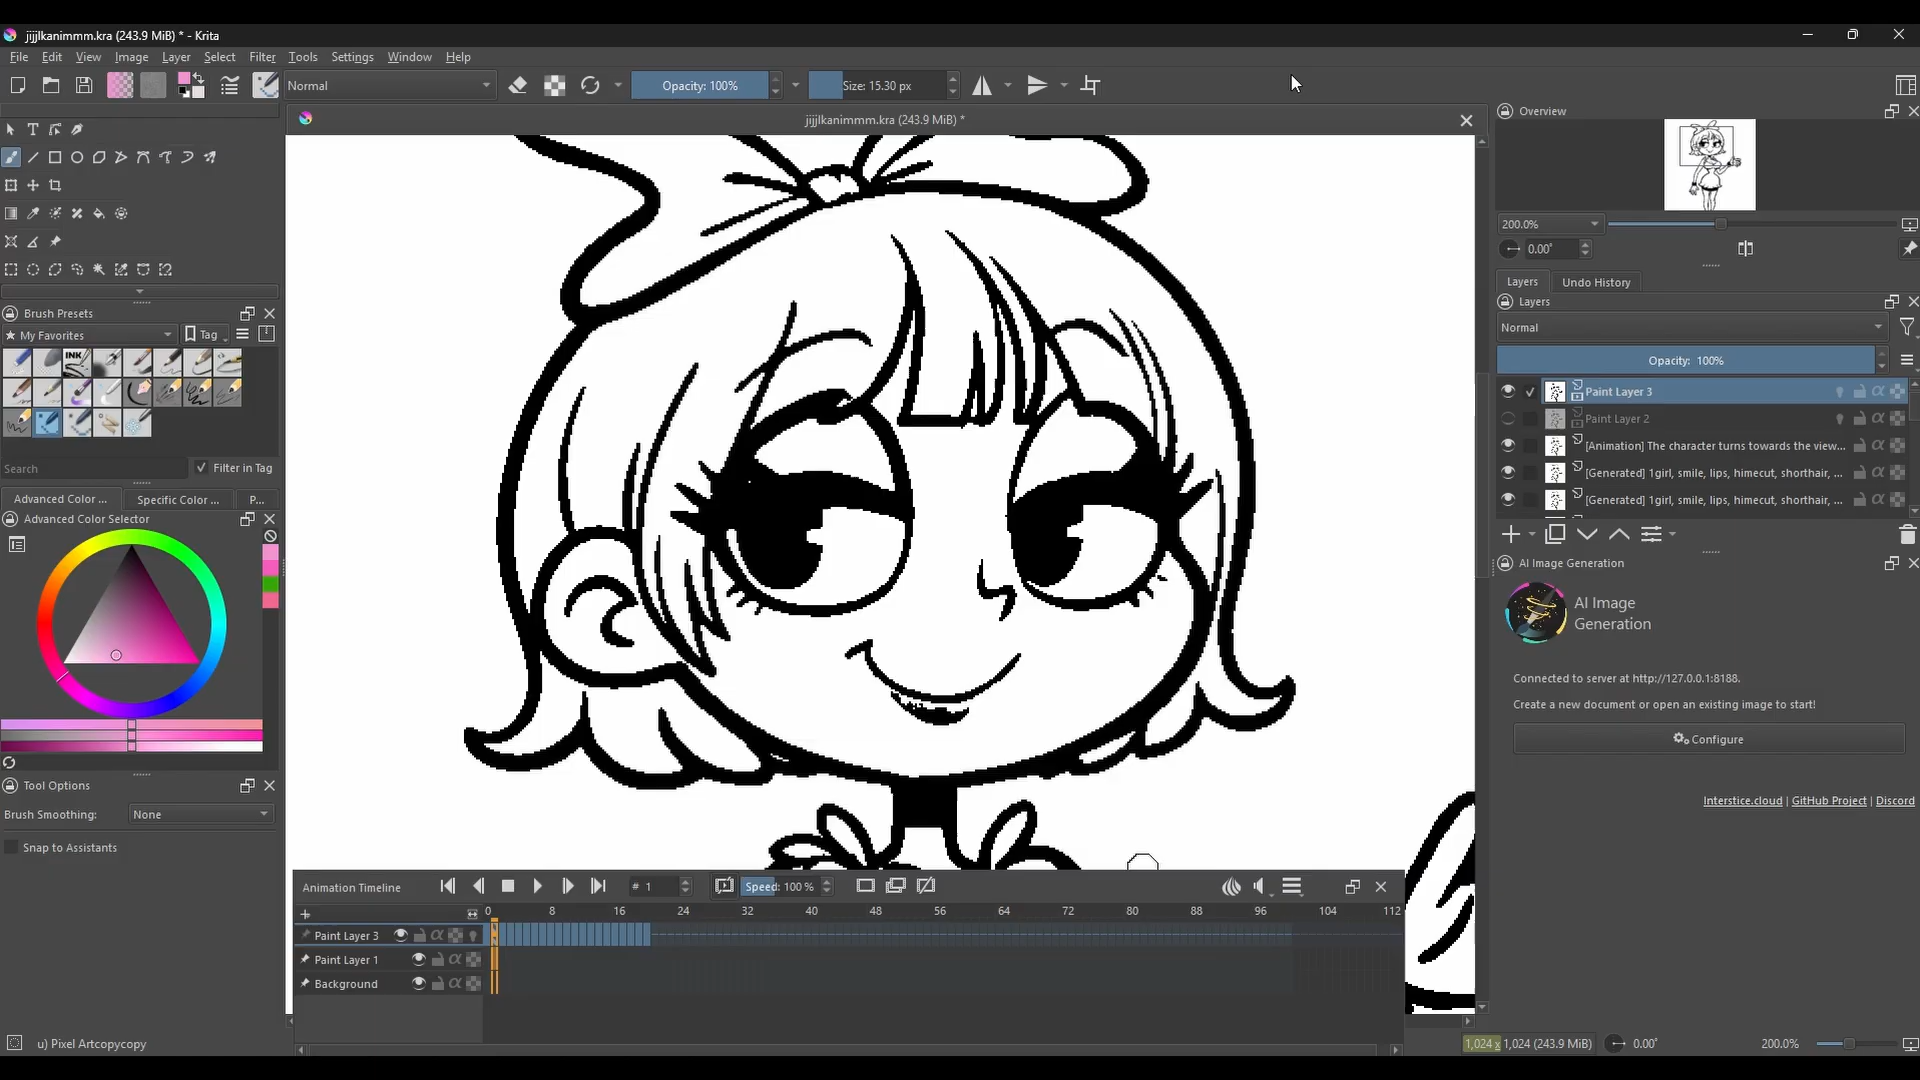 jijjlkanimmm.kra (243.9 MiB) * - Krita
File Edit View Image Layer Select Filter Tools Settings Window Help
Normal
Opacity: 100%
Size: 15.30 px
jijjlkanimmm.kra (243.9 MiB) *
Overview
200.0%
0.00°
Layers Undo History
Layers
Normal
Opacity: 100%
Paint Layer 3
Paint Layer 2
[Animation] The character turns towards the view...
[Generated] 1girl, smile, lips, himecut, shorthair, ...
[Generated] 1girl, smile, lips, himecut, shorthair, ...
AI Image Generation
AI Image
Generation
Connected to server at http://127.0.0.1:8188.
Create a new document or open an existing image to start!
Configure
Interstice.cloud | GitHub Project | Discord
Brush Presets
My Favorites
Tag
INK
Search
Filter in Tag
Advanced Color ... Specific Color ... P...
Advanced Color Selector
Tool Options
Brush Smoothing: None
Snap to Assistants
Animation Timeline
# 1
Speed: 100 %
0 8 16 24 32 40 48 56 64 72 80 88 96 104 112
Paint Layer 3
Paint Layer 1
Background
u) Pixel Artcopycopy
1,024 x 1,024 (243.9 MiB)
0.00°
200.0%